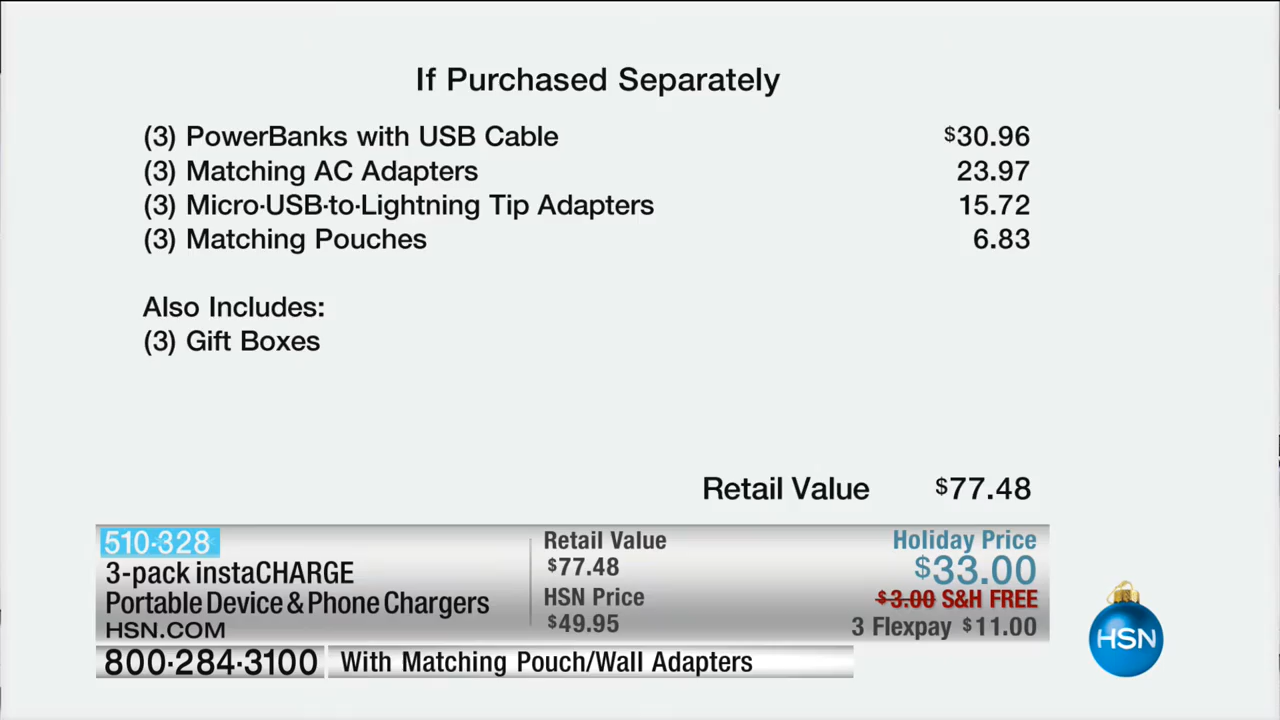 If Purchased Separately
(3) PowerBanks with USB Cable $30.96
(3) Matching AC Adapters 23.97
(3) Micro-USB-to-Lightning Tip Adapters 15.72
(3) Matching Pouches 6.83
Also Includes:
(3) Gift Boxes
Retail Value $77.48
510-328
3-pack instaCHARGE
Portable Device & Phone Chargers
HSN.COM
Retail Value
$77.48
HSN Price
$49.95
Holiday Price
$33.00
$3.00 S&H FREE
3 Flexpay $11.00
800-284-3100 With Matching Pouch/Wall Adapters
HSN